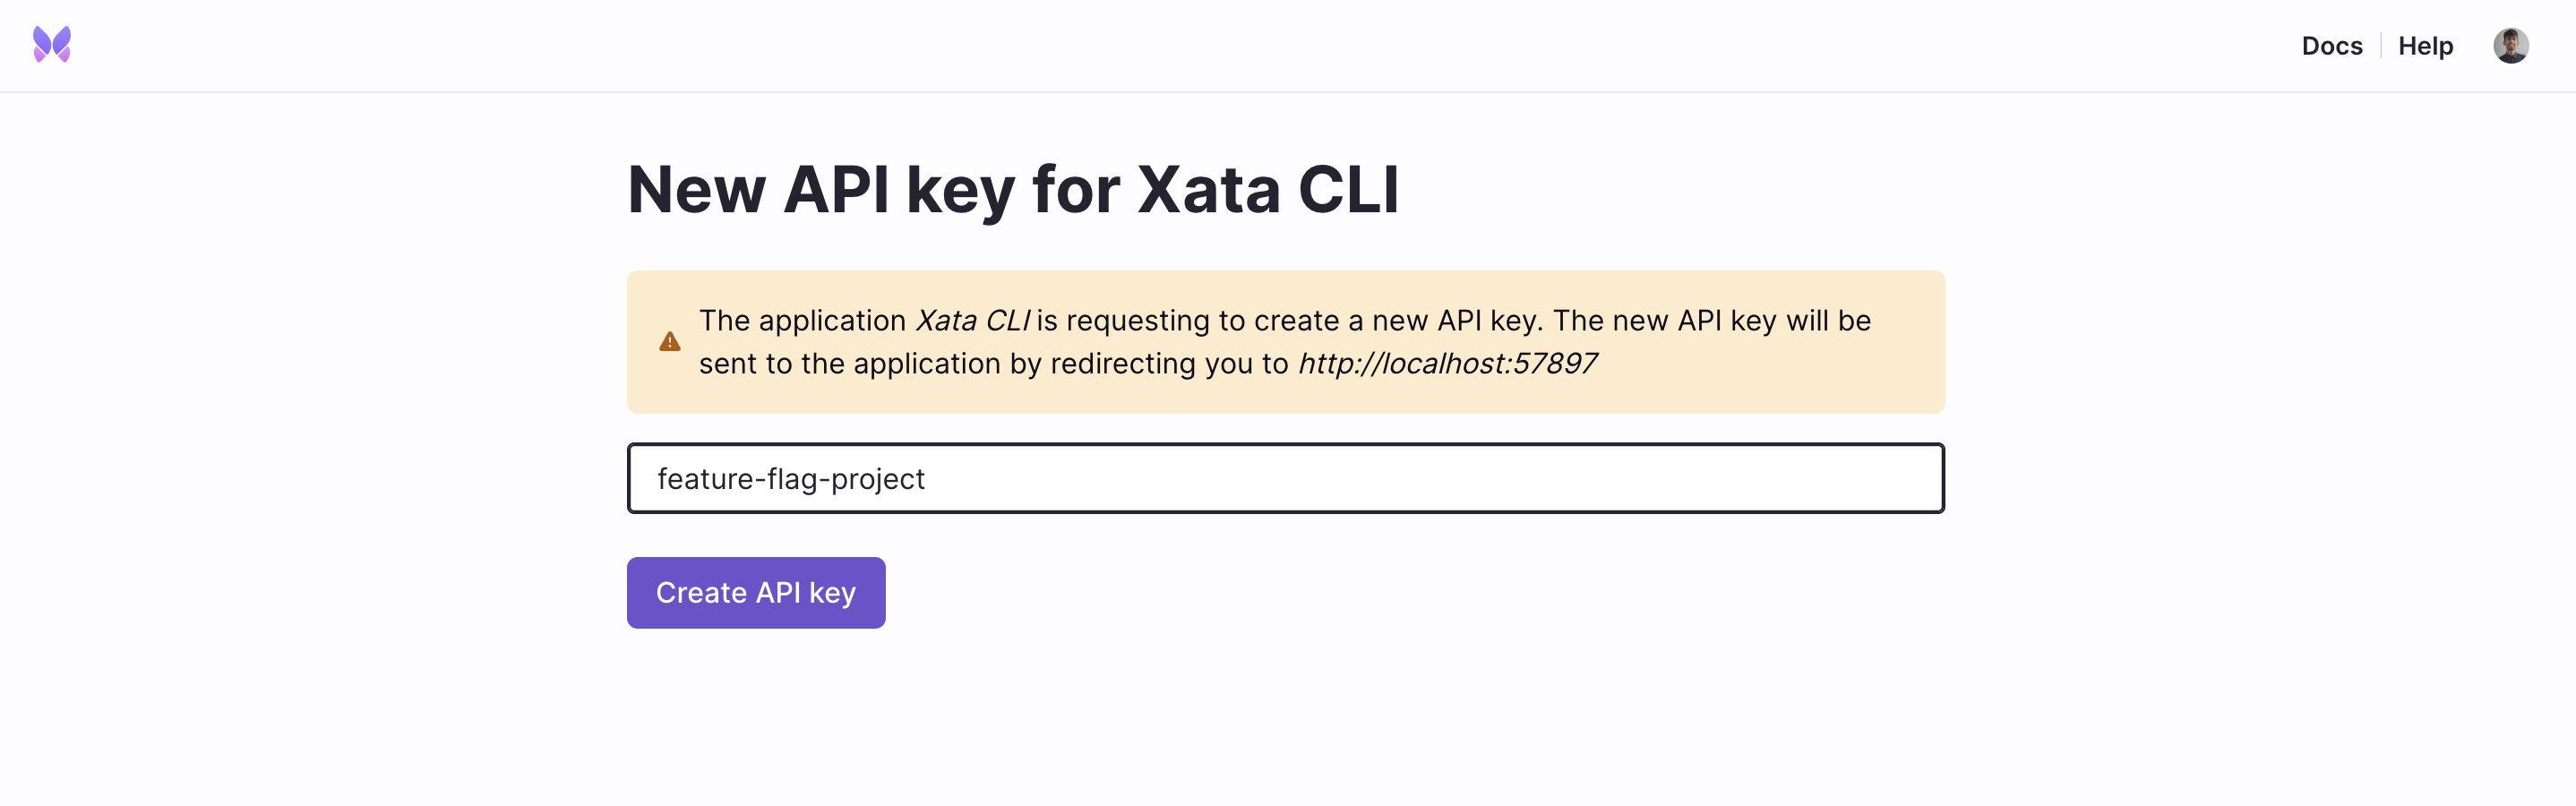 Docs
Help
New API key for Xata CLI
The application Xata CLI is requesting to create a new API key. The new API key will be
sent to the application by redirecting you to http://localhost:57897
feature-flag-project
Create API key